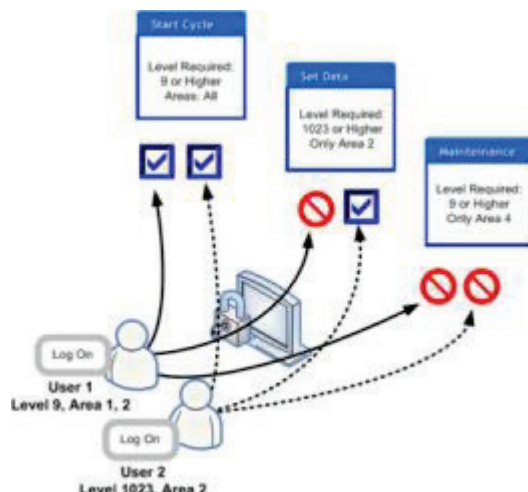 Start Cycle
Level Required:
9 or Higher
Areas: All
Set Data
Level Required:
1023 or Higher
Only Area 2
Mainteinance
Level Required:
9 or Higher
Only Area 4
Log On
User 1
Level 9, Area 1, 2
Log On
User 2
Level 1023, Area 2